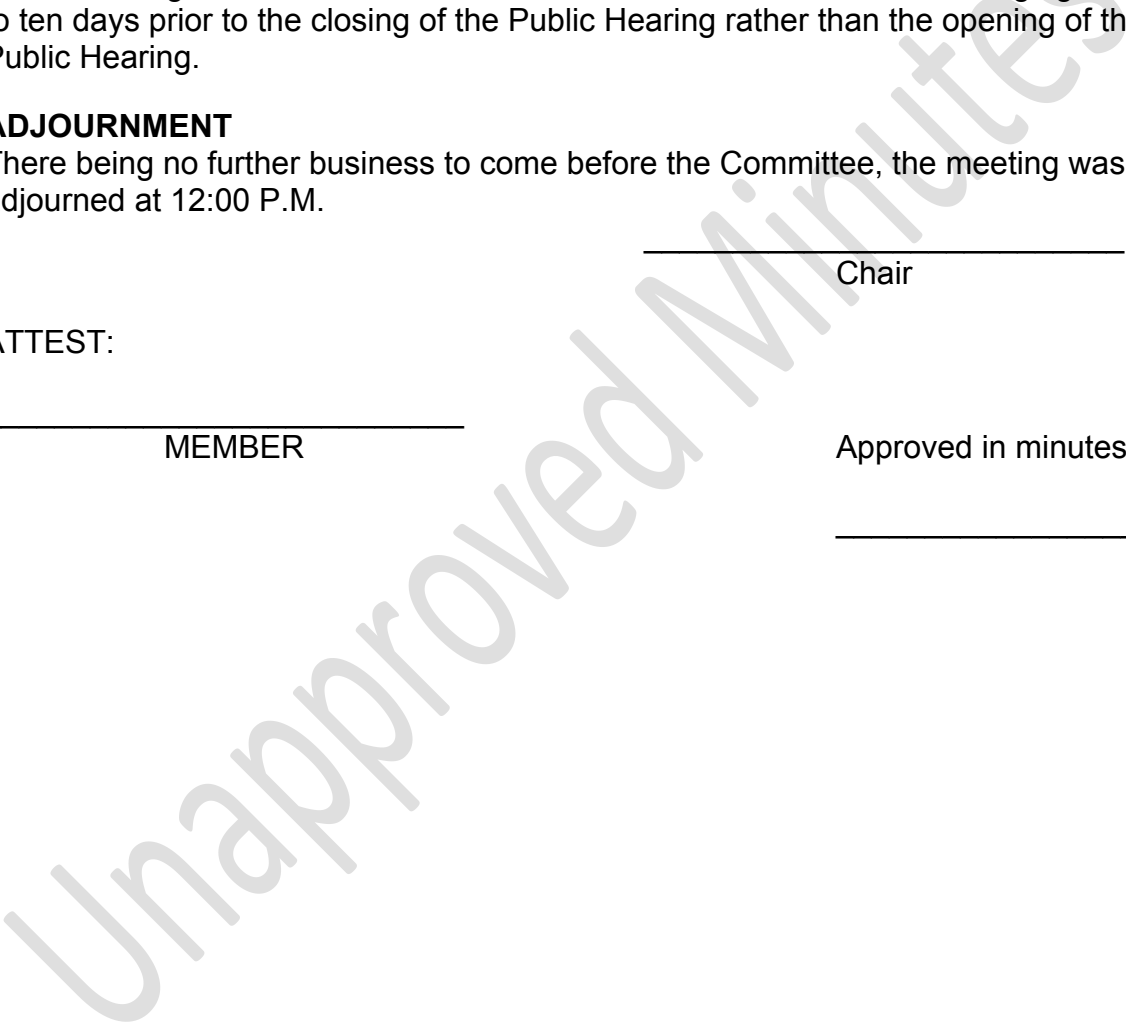 to ten days prior to the closing of the Public Hearing rather than the opening of th
Public Hearing.
ADJOURNMENT
There being no further business to come before the Committee, the meeting was
adjourned at 12:00 P.M.
Chair
ATTEST:
MEMBER
Approved in minutes
Unapproved Minutes